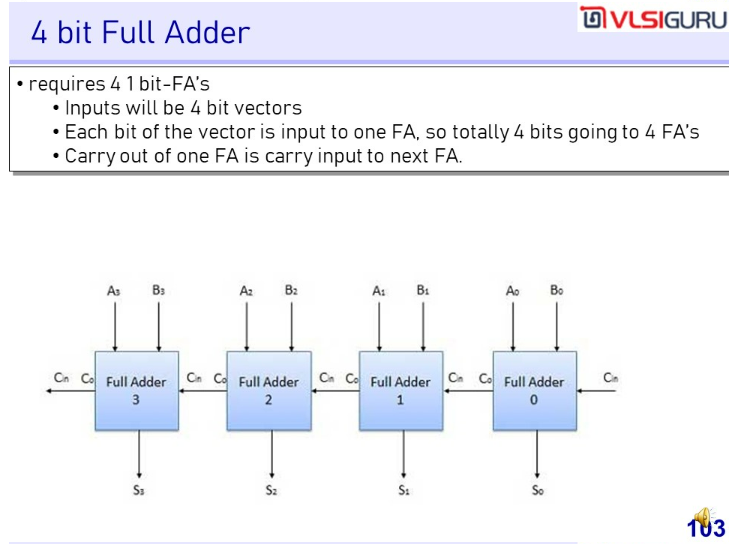 4 bit Full Adder
VLSIGURU
• requires 4 1 bit-FA's
• Inputs will be 4 bit vectors
• Each bit of the vector is input to one FA, so totally 4 bits going to 4 FA's
• Carry out of one FA is carry input to next FA.
A3 B3 A2 B2 A1 B1 A0 B0
Cin Co Full Adder Cin Co Full Adder Cin Co Full Adder Cin Co Full Adder Cin
3 2 1 0
S3 S2 S1 S0
103